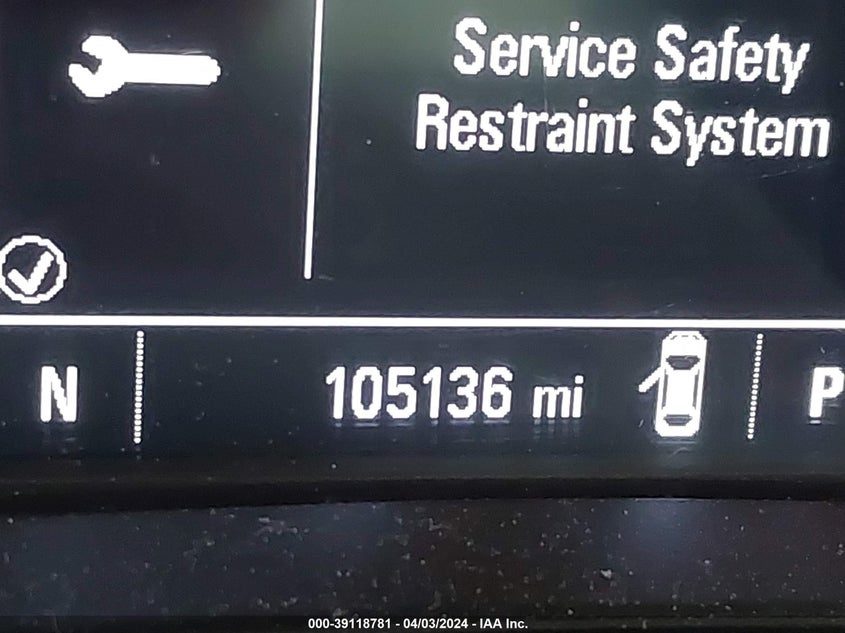 Service Safety
Restraint System
N
105136 mi
P
000-39118781 - 04/03/2024 - IAA Inc.